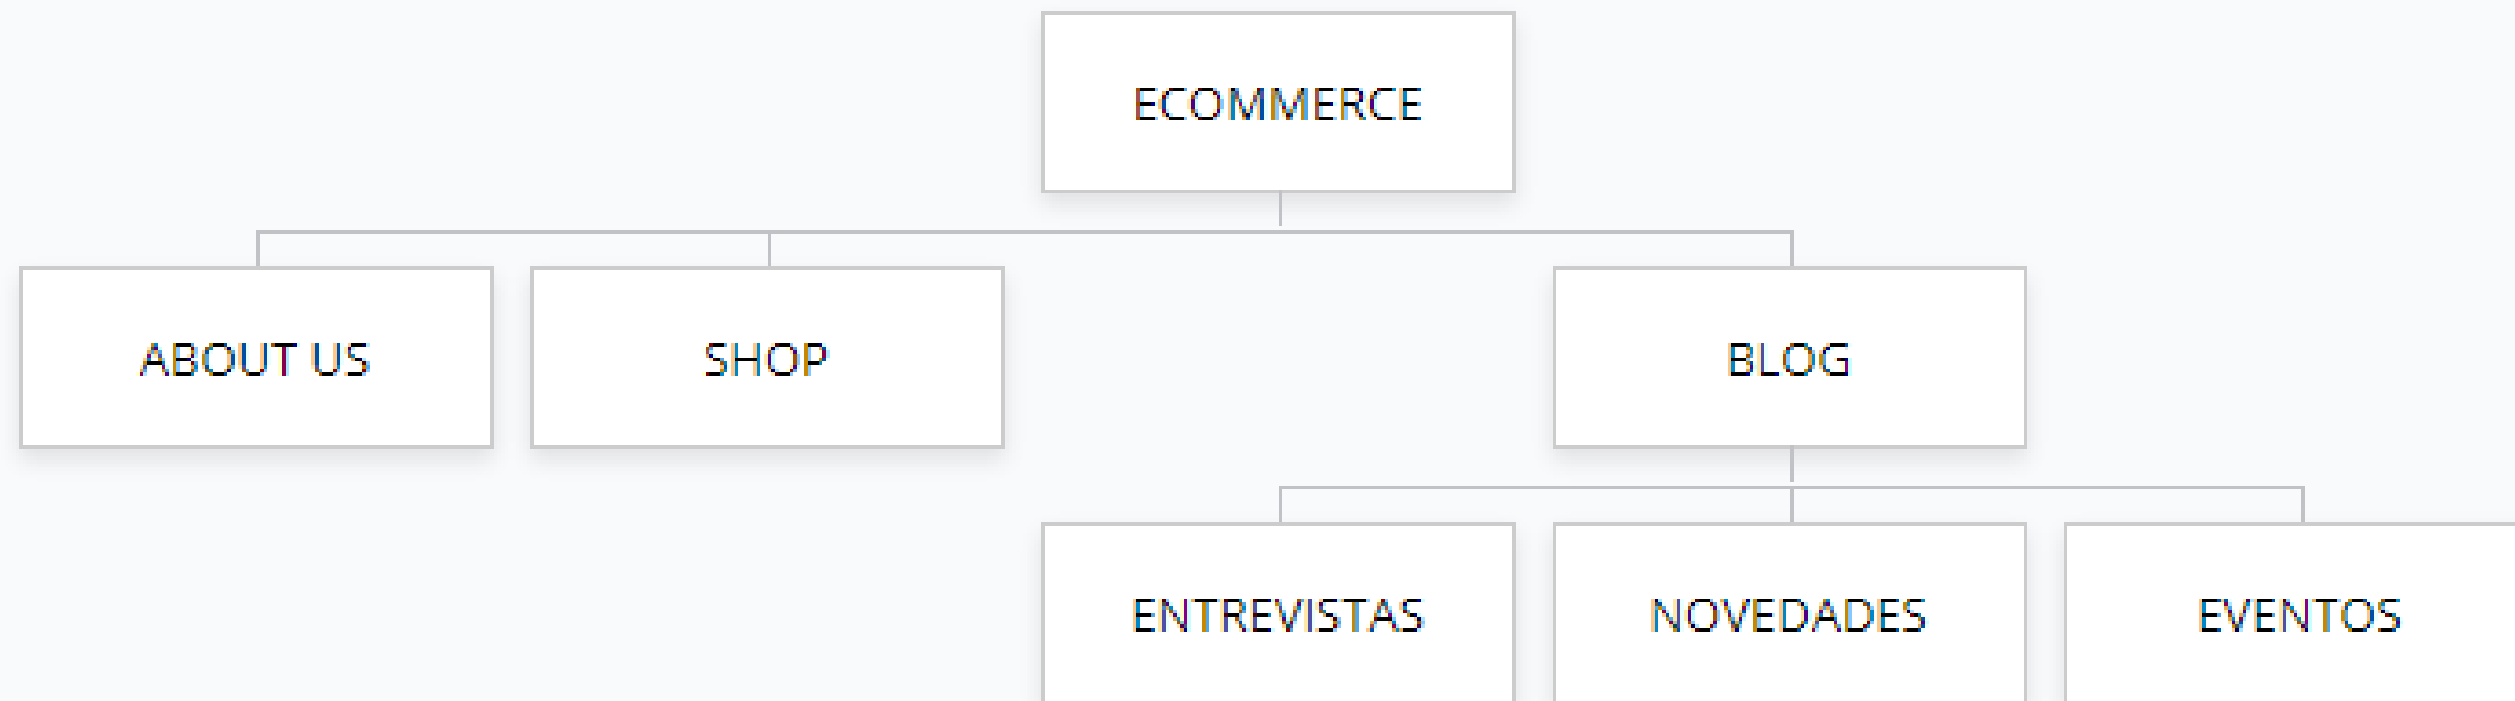 ECOMMERCE
ABOUT US
SHOP
BLOG
ENTREVISTAS
NOVEDADES
EVENTOS